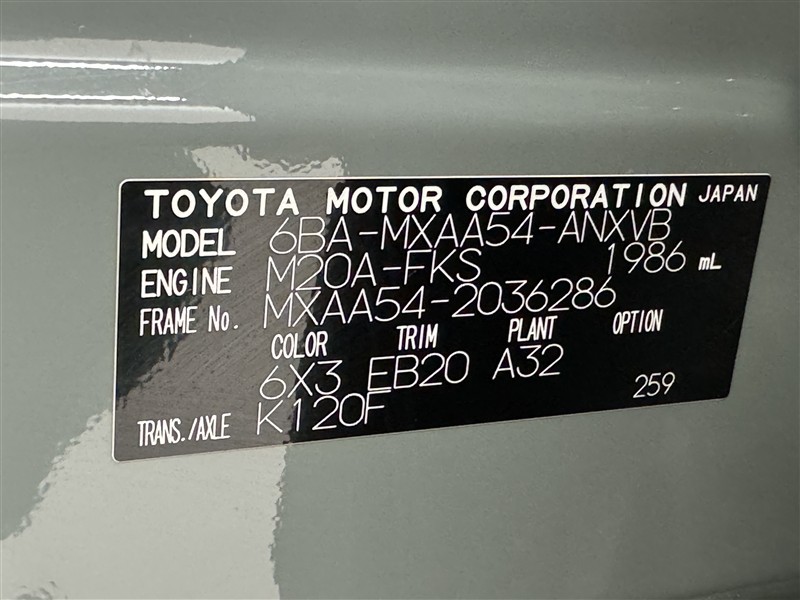 TOYOTA MOTOR CORPORATION JAPAN
MODEL 6BA-MXAA54-ANXVB
ENGINE M20A-FKS 1986 mL
FRAME No. MXAA54-2036286
COLOR TRIM PLANT OPTION
6X3 EB20 A32
259
TRANS./AXLE K120F